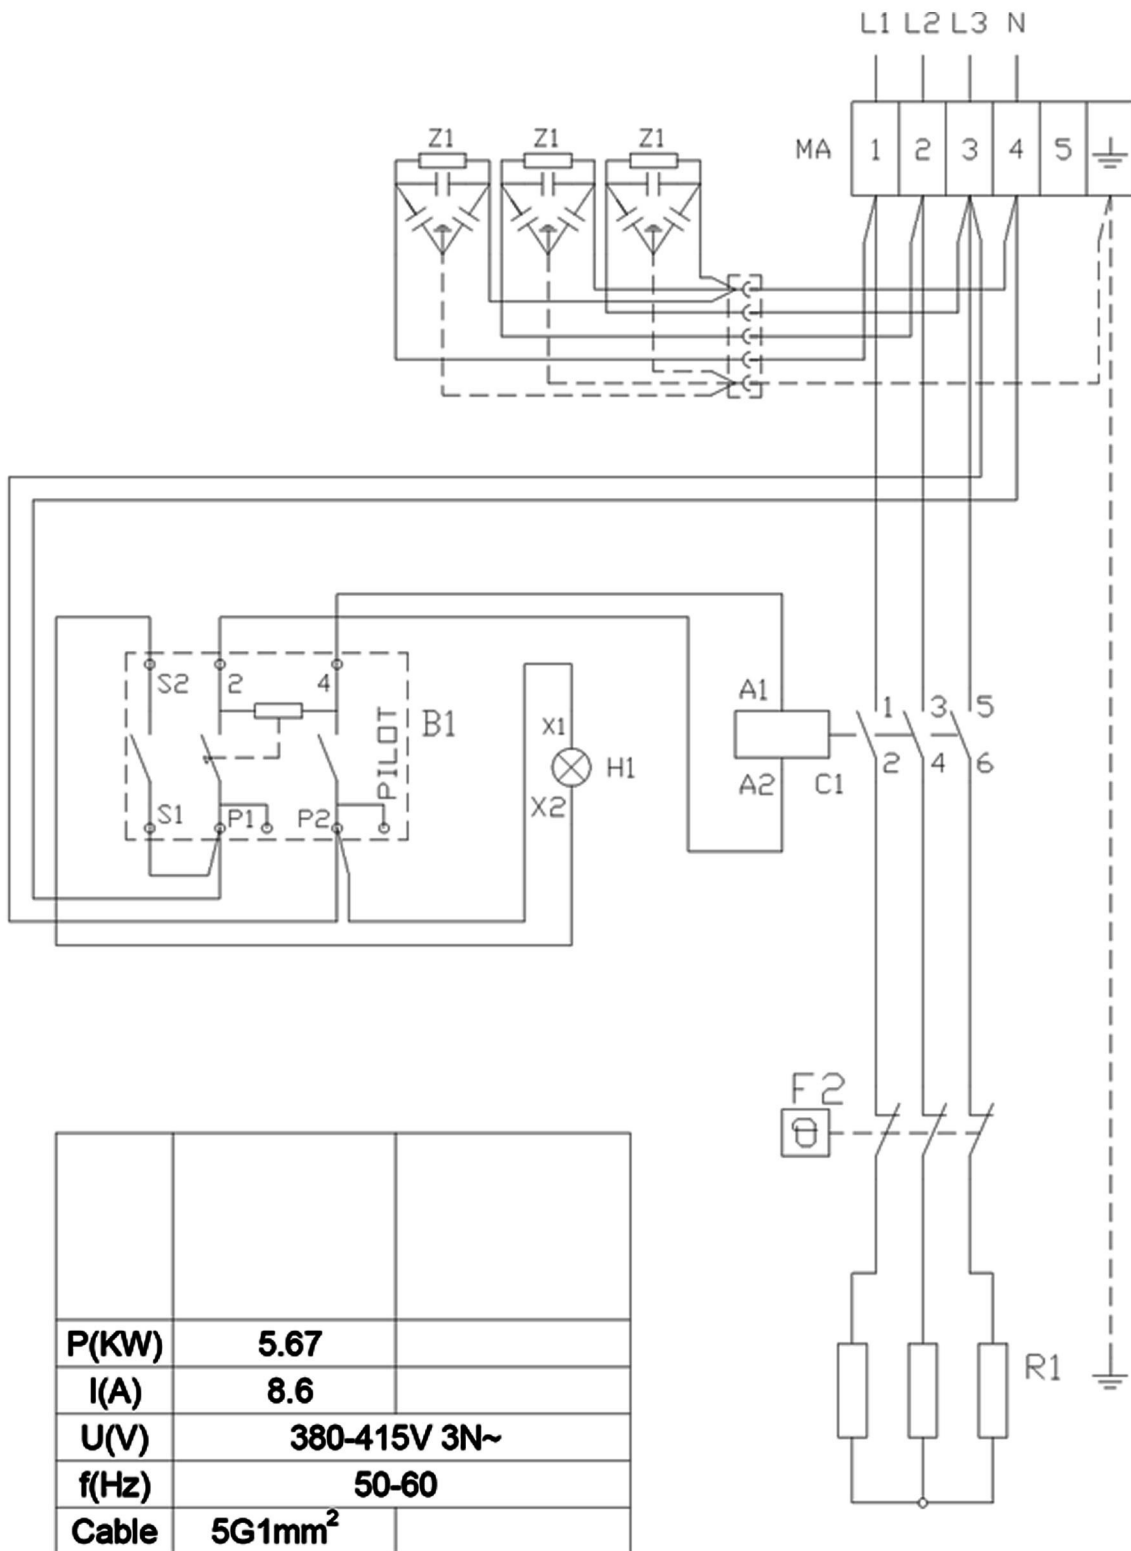 L1 L2 L3 N
MA 1 2 3 4 5
Z1 Z1 Z1
S2 2 4
PILOT
B1
S1 P1 P2
X1
H1
X2
A1
A2
C1
1 3 5
2 4 6
F2
θ
R1
P(KW) 5.67
I(A) 8.6
U(V) 380-415V 3N~
f(Hz) 50-60
Cable 5G1mm²